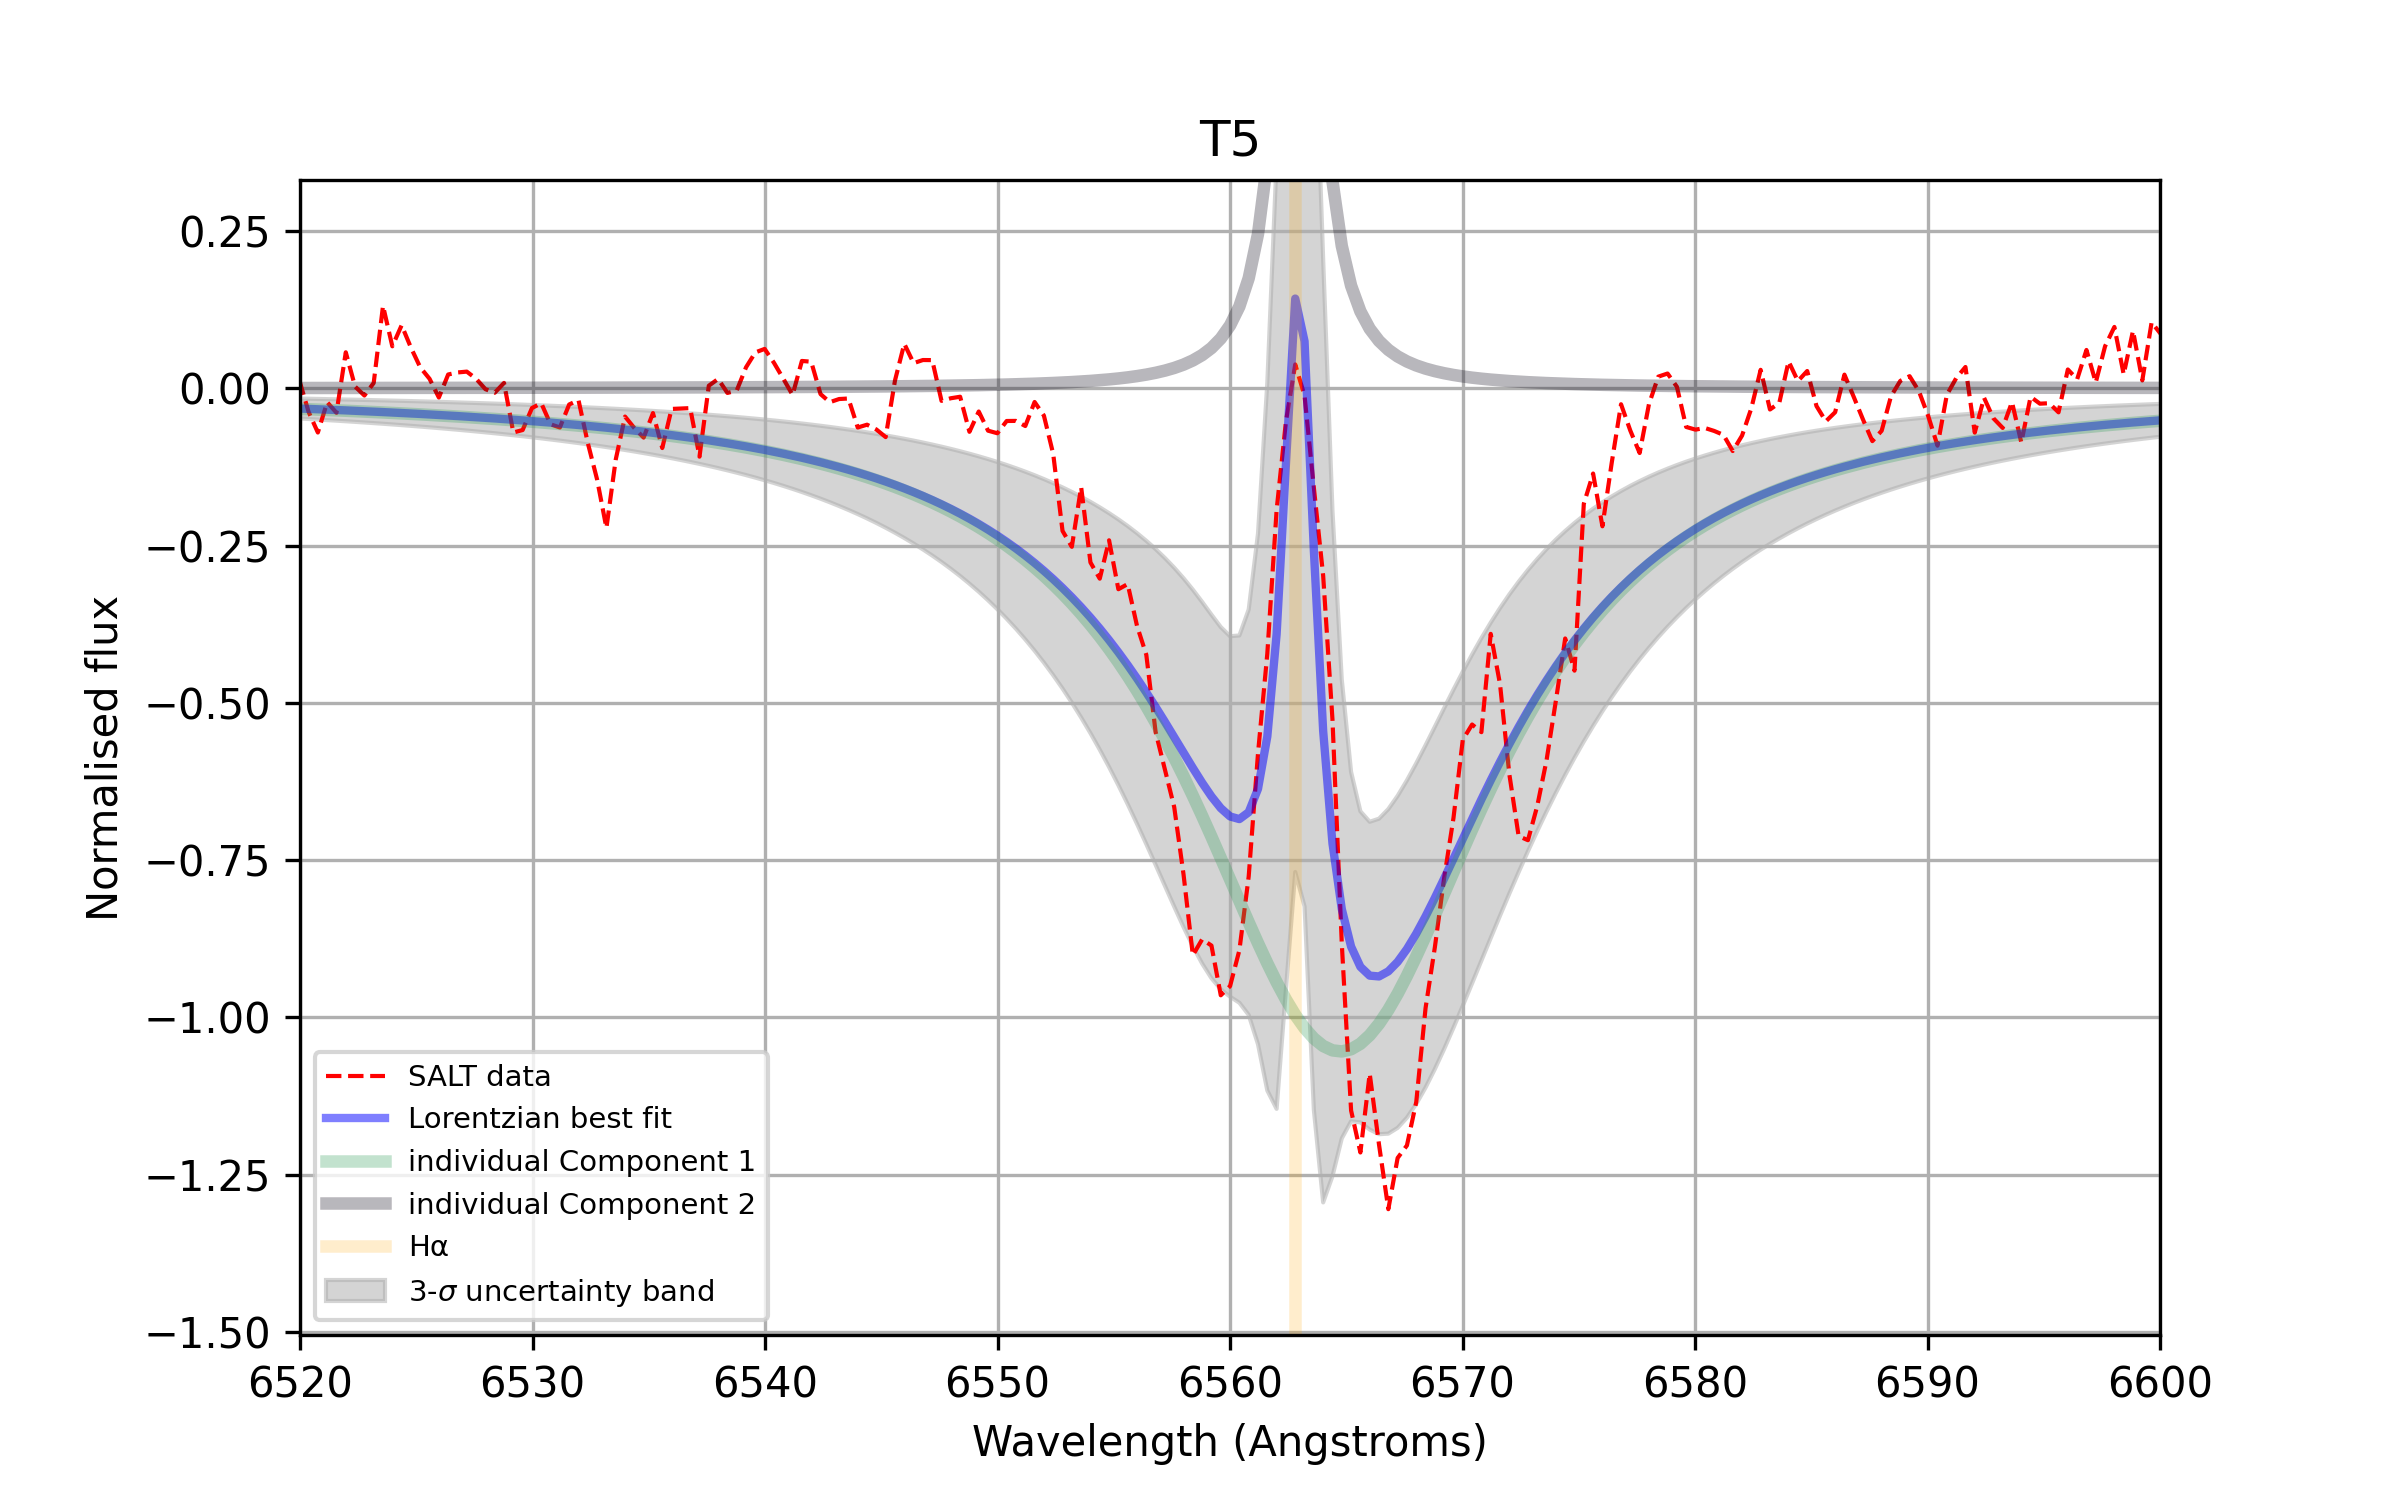 T5
0.25
0.00
−0.25
−0.50
−0.75
−1.00
−1.25
−1.50
Normalised flux
SALT data
Lorentzian best fit
individual Component 1
individual Component 2
Hα
3-σ uncertainty band
6520 6530 6540 6550 6560 6570 6580 6590 6600
Wavelength (Angstroms)